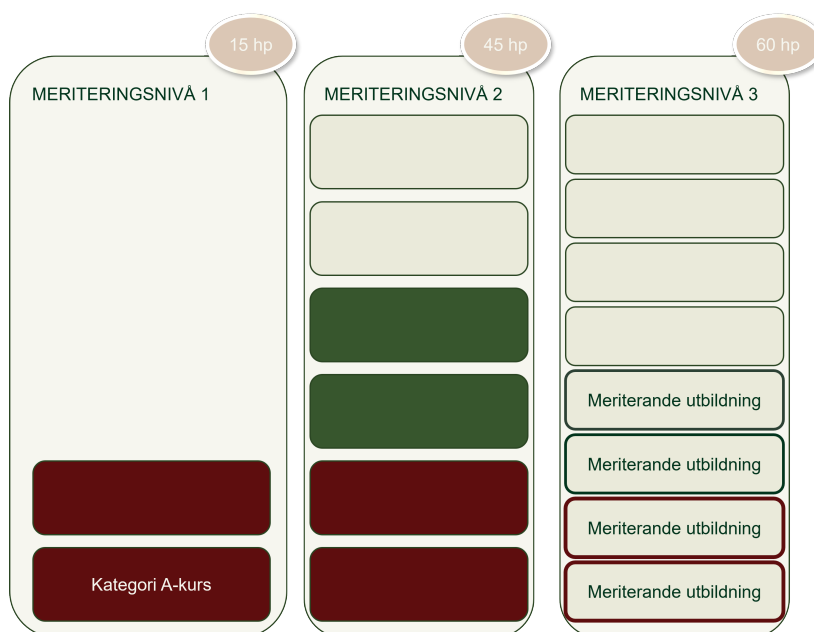 15 hp
45 hp
60 hp
MERITERINGSNIVÅ 1
MERITERINGSNIVÅ 2
MERITERINGSNIVÅ 3
Meriterande utbildning
Meriterande utbildning
Meriterande utbildning
Kategori A-kurs
Meriterande utbildning